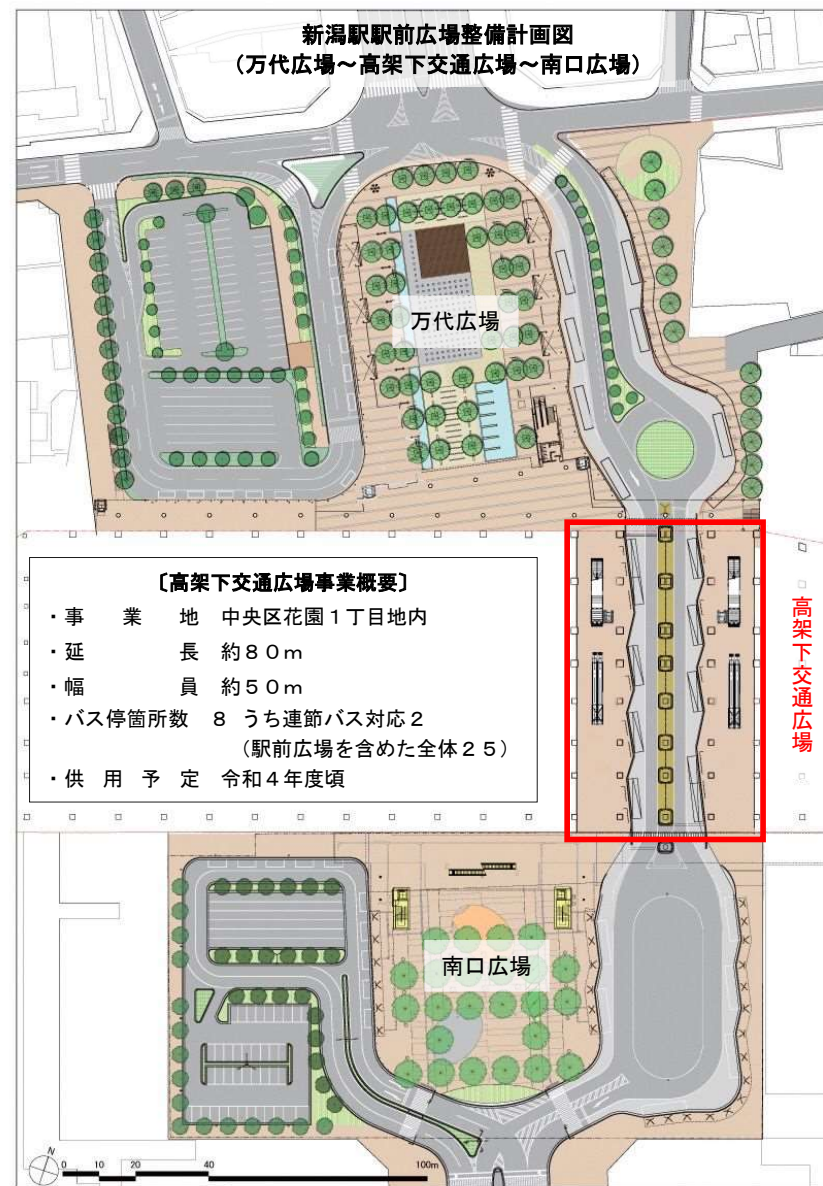 新潟駅駅前広場整備計画図
(万代広場～高架下交通広場～南口広場)
万代広場
〔高架下交通広場事業概要〕
・事業地 中央区花園1丁目地内
・延長 約80m
・幅員 約50m
・バス停箇所数 8 うち連節バス対応2
(駅前広場を含めた全体25)
・供用予定 令和4年度頃
高架下交通広場
南口広場
N
0 10 20 40 100m